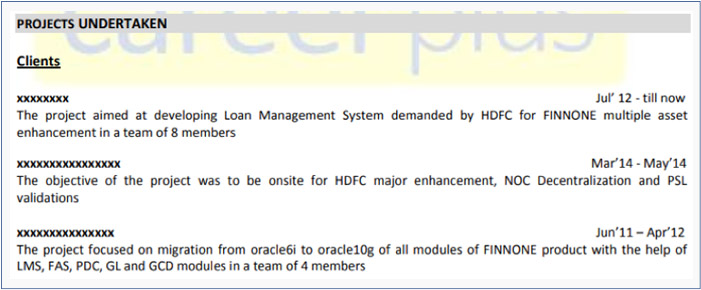 PROJECTS UNDERTAKEN
career plus
Clients
xxxxxxxx Jul’ 12 - till now
The project aimed at developing Loan Management System demanded by HDFC for FINNONE multiple asset
enhancement in a team of 8 members
xxxxxxxxxxxxxxxx Mar’14 - May’14
The objective of the project was to be onsite for HDFC major enhancement, NOC Decentralization and PSL
validations
xxxxxxxxxxxxxxx Jun’11 – Apr’12
The project focused on migration from oracle6i to oracle10g of all modules of FINNONE product with the help of
LMS, FAS, PDC, GL and GCD modules in a team of 4 members